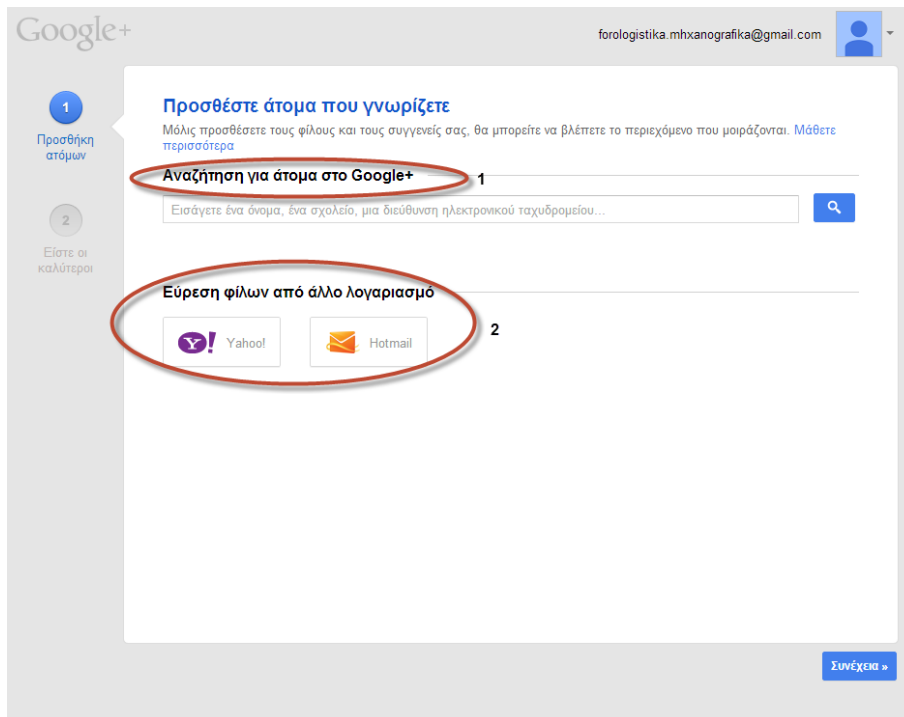 Google+
forologistika.mhxanografika@gmail.com
1
Προσθήκη
ατόμων
2
Είστε οι
καλύτεροι
Προσθέστε άτομα που γνωρίζετε
Μόλις προσθέσετε τους φίλους και τους συγγενείς σας, θα μπορείτε να βλέπετε το περιεχόμενο που μοιράζονται. Μάθετε
περισσότερα
Αναζήτηση για άτομα στο Google+ 1
Εισάγετε ένα όνομα, ένα σχολείο, μια διεύθυνση ηλεκτρονικού ταχυδρομείου...
Εύρεση φίλων από άλλο λογαριασμό
2
Y! Yahoo! Hotmail
Συνέχεια »